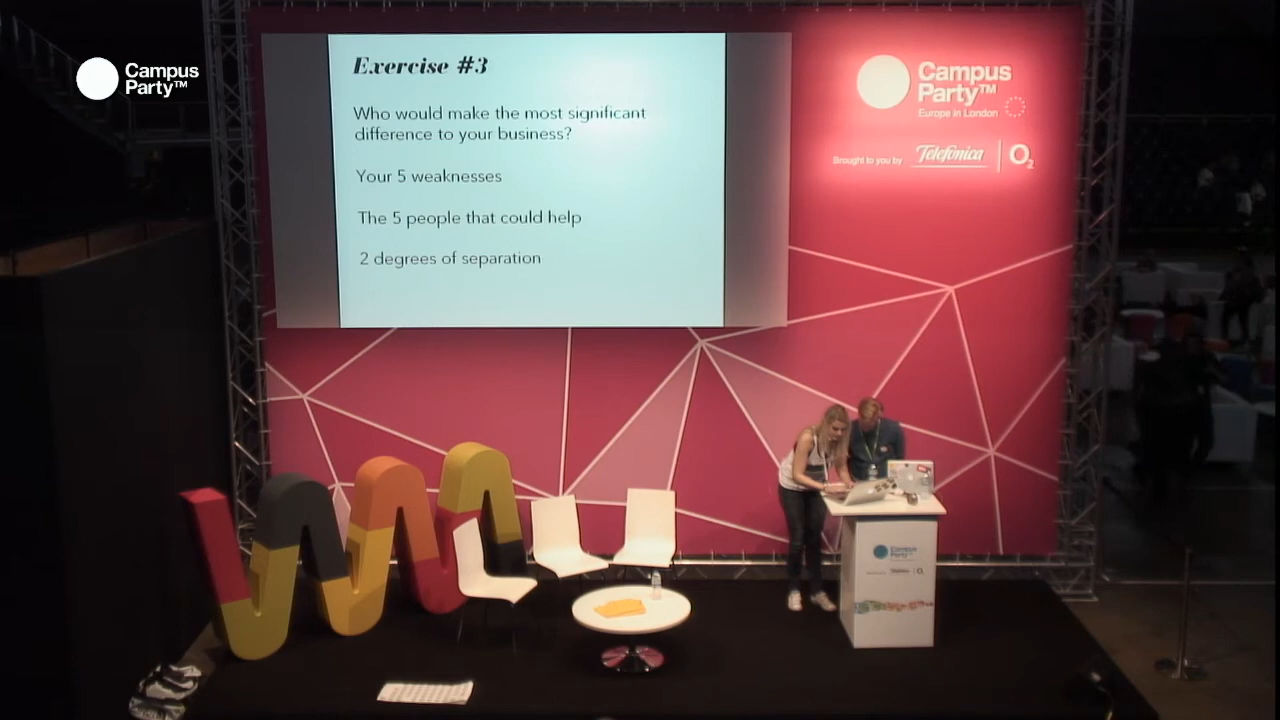 Campus
Party™
Exercise #3
Who would make the most significant
difference to your business?
Your 5 weaknesses
The 5 people that could help
2 degrees of separation
Campus
Party™
Europe in London
Brought to you by
Telefónica
O2
Campus
Party™